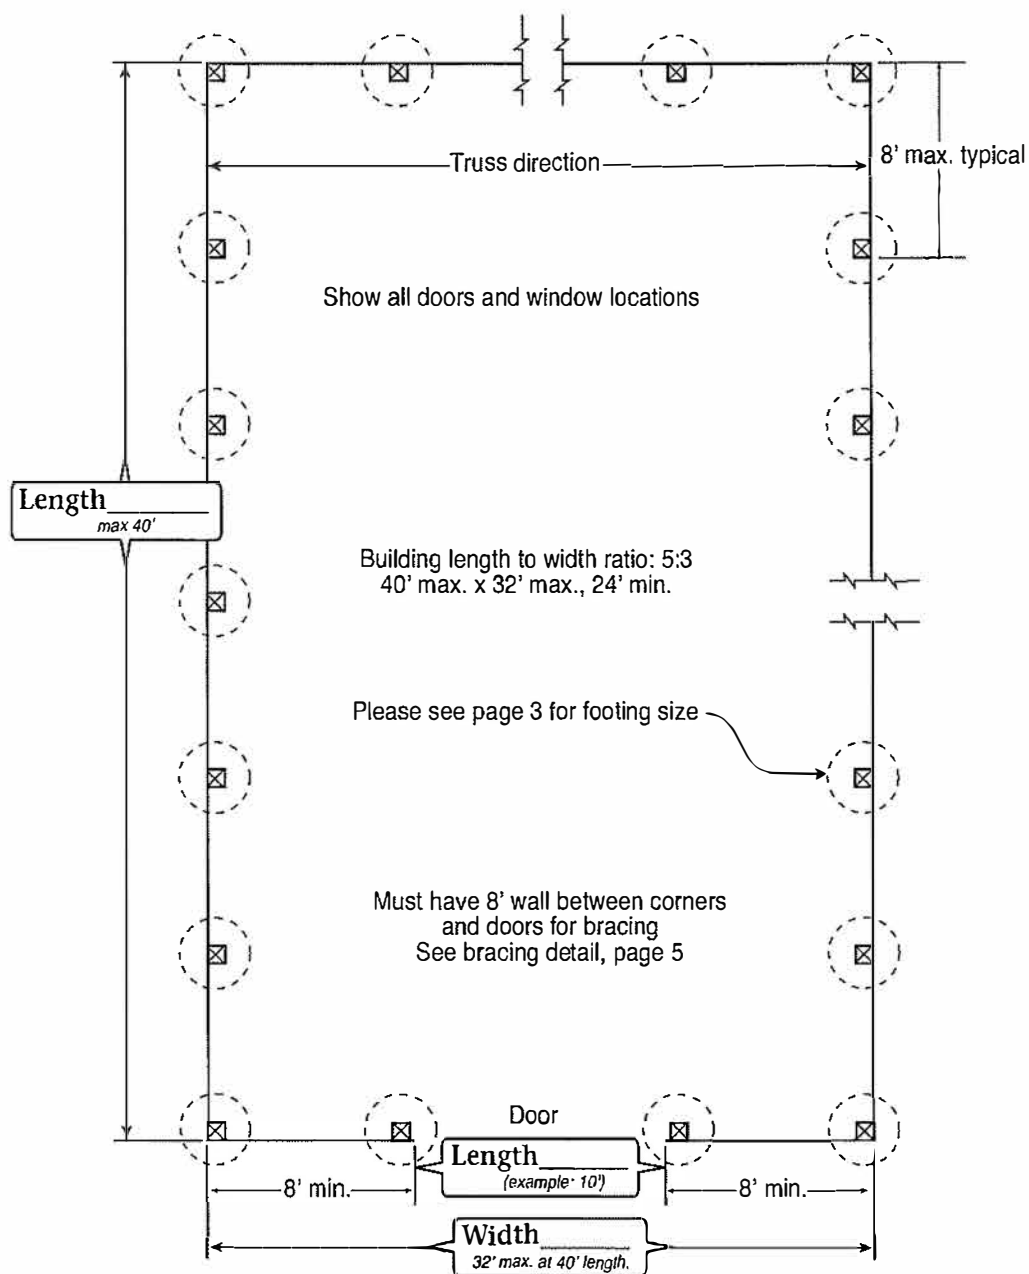 Truss direction
8' max. typical
Show all doors and window locations
Length________
max 40'
Building length to width ratio: 5:3
40' max. x 32' max., 24' min.
Please see page 3 for footing size
Must have 8' wall between corners
and doors for bracing
See bracing detail, page 5
Door
Length_______
(example: 10')
8' min.
8' min.
Width_______
32' max. at 40' length.